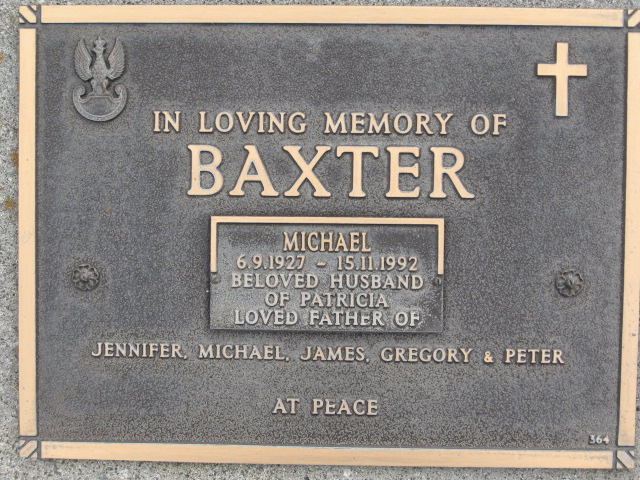 IN LOVING MEMORY OF
BAXTER
MICHAEL
6.9.1927 - 15.11.1992
BELOVED HUSBAND
OF PATRICIA
LOVED FATHER OF
JENNIFER, MICHAEL, JAMES, GREGORY & PETER
AT PEACE
364